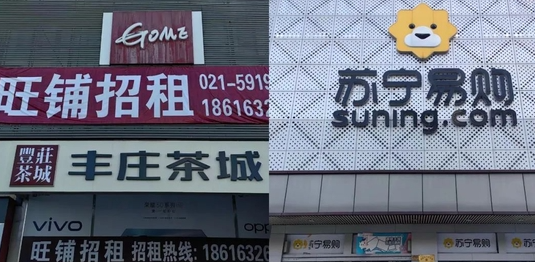 GOME
旺铺招租
021-5919
1861632
豐莊
茶城
丰庄茶城
vivo
oppo
旺铺招租 招租热线: 1861632
苏宁易购
suning.com
苏宁易购
苏宁易购
苏宁易购